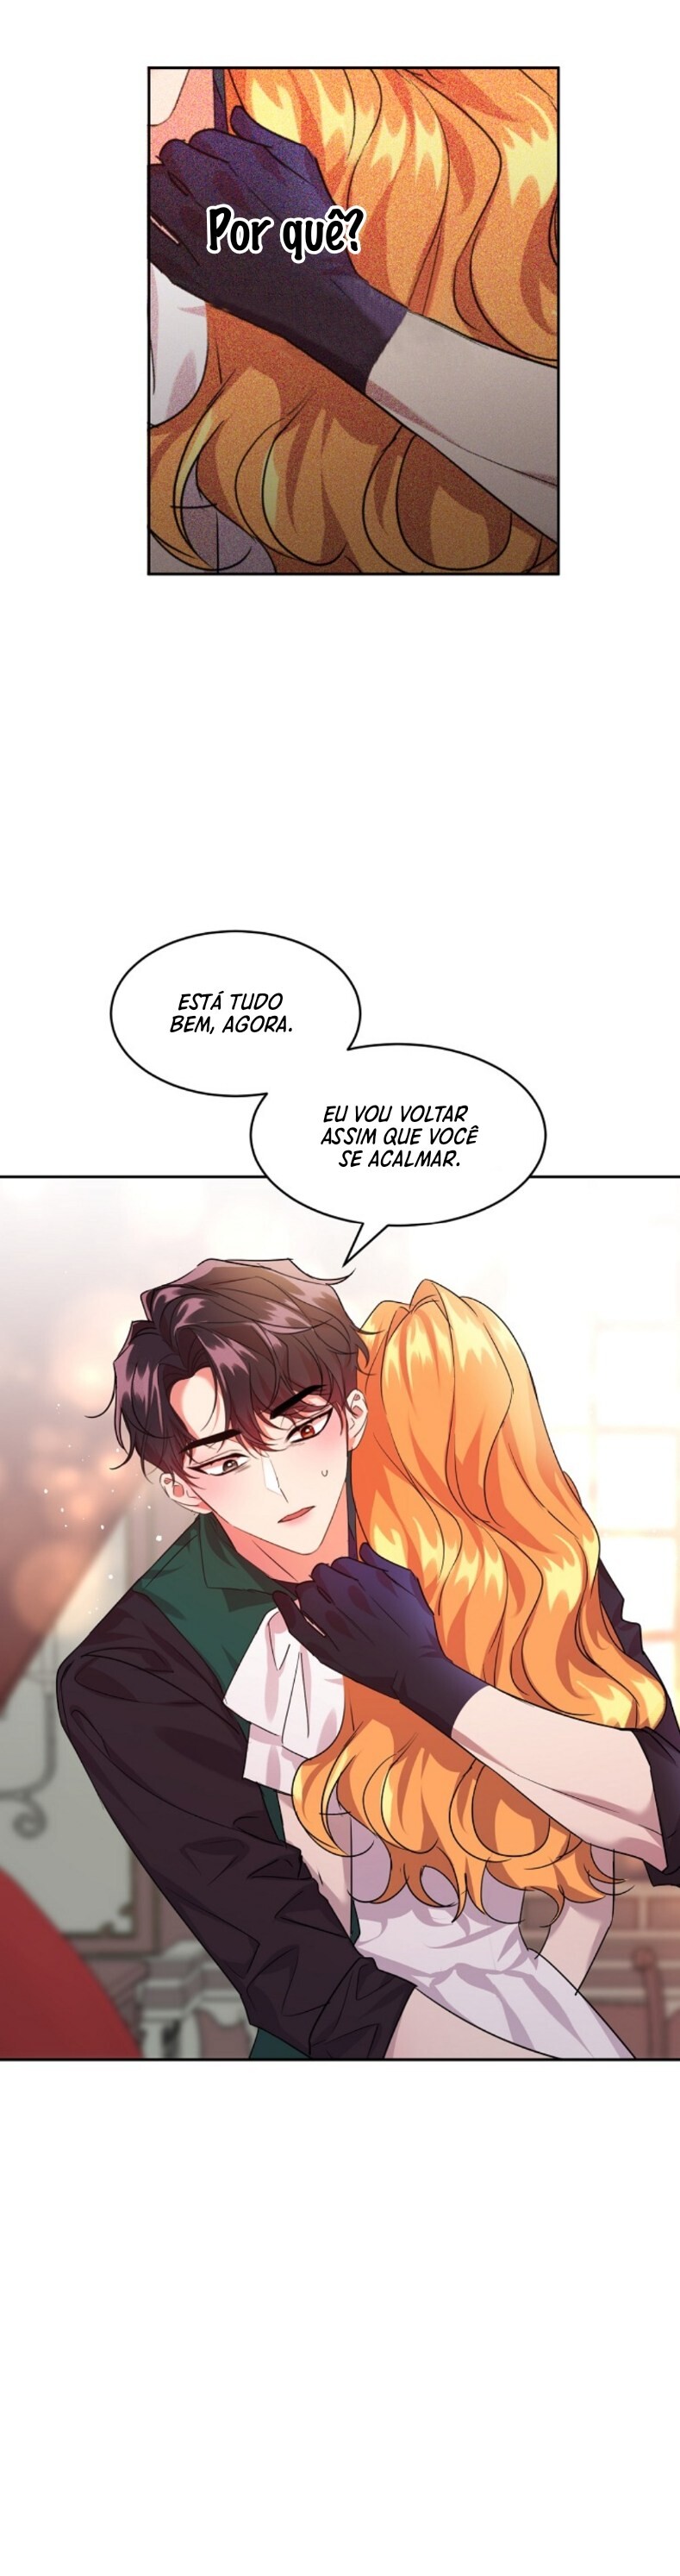 Por quê?
ESTÁ TUDO
BEM, AGORA.
EU VOU VOLTAR
ASSIM QUE VOCÊ
SE ACALMAR.